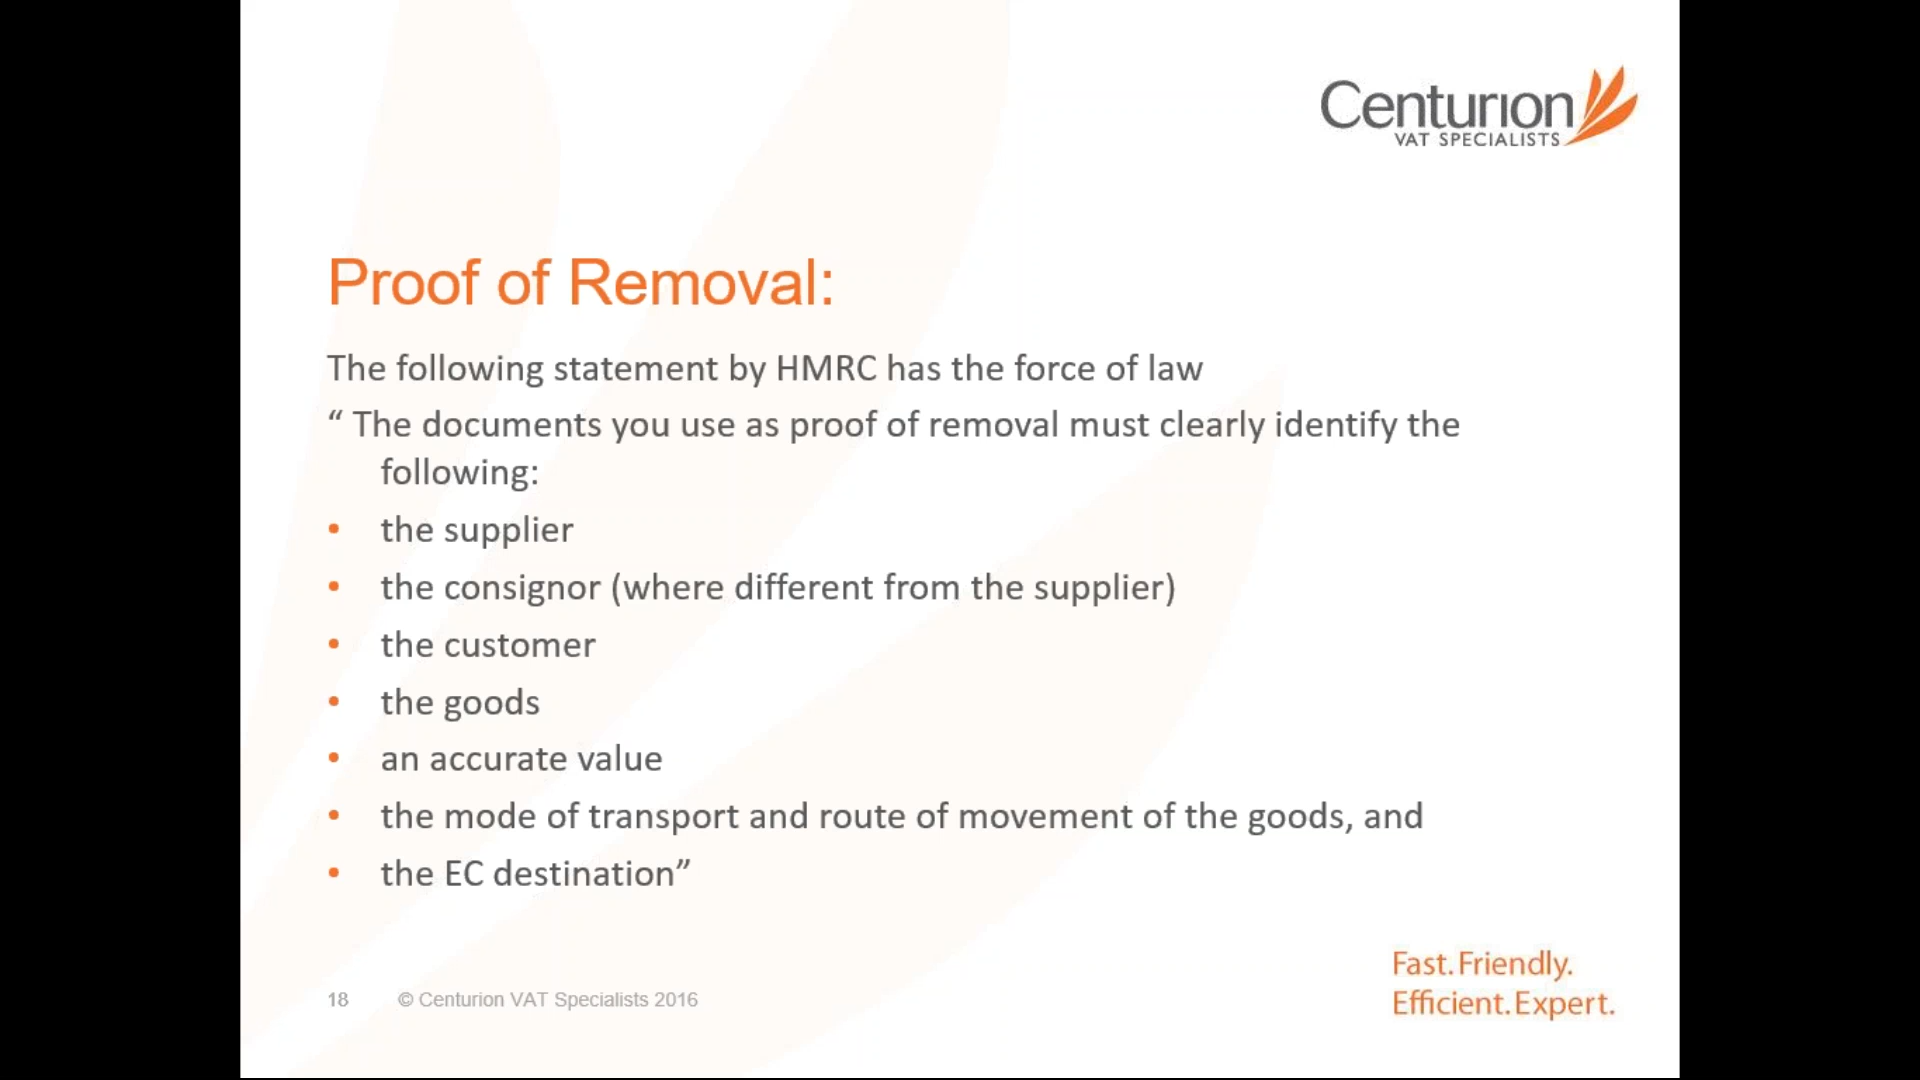 Centurion
VAT SPECIALISTS
Proof of Removal:
The following statement by HMRC has the force of law
“ The documents you use as proof of removal must clearly identify the
following:
• the supplier
• the consignor (where different from the supplier)
• the customer
• the goods
• an accurate value
• the mode of transport and route of movement of the goods, and
• the EC destination”
Fast. Friendly.
Efficient. Expert.
18 © Centurion VAT Specialists 2016